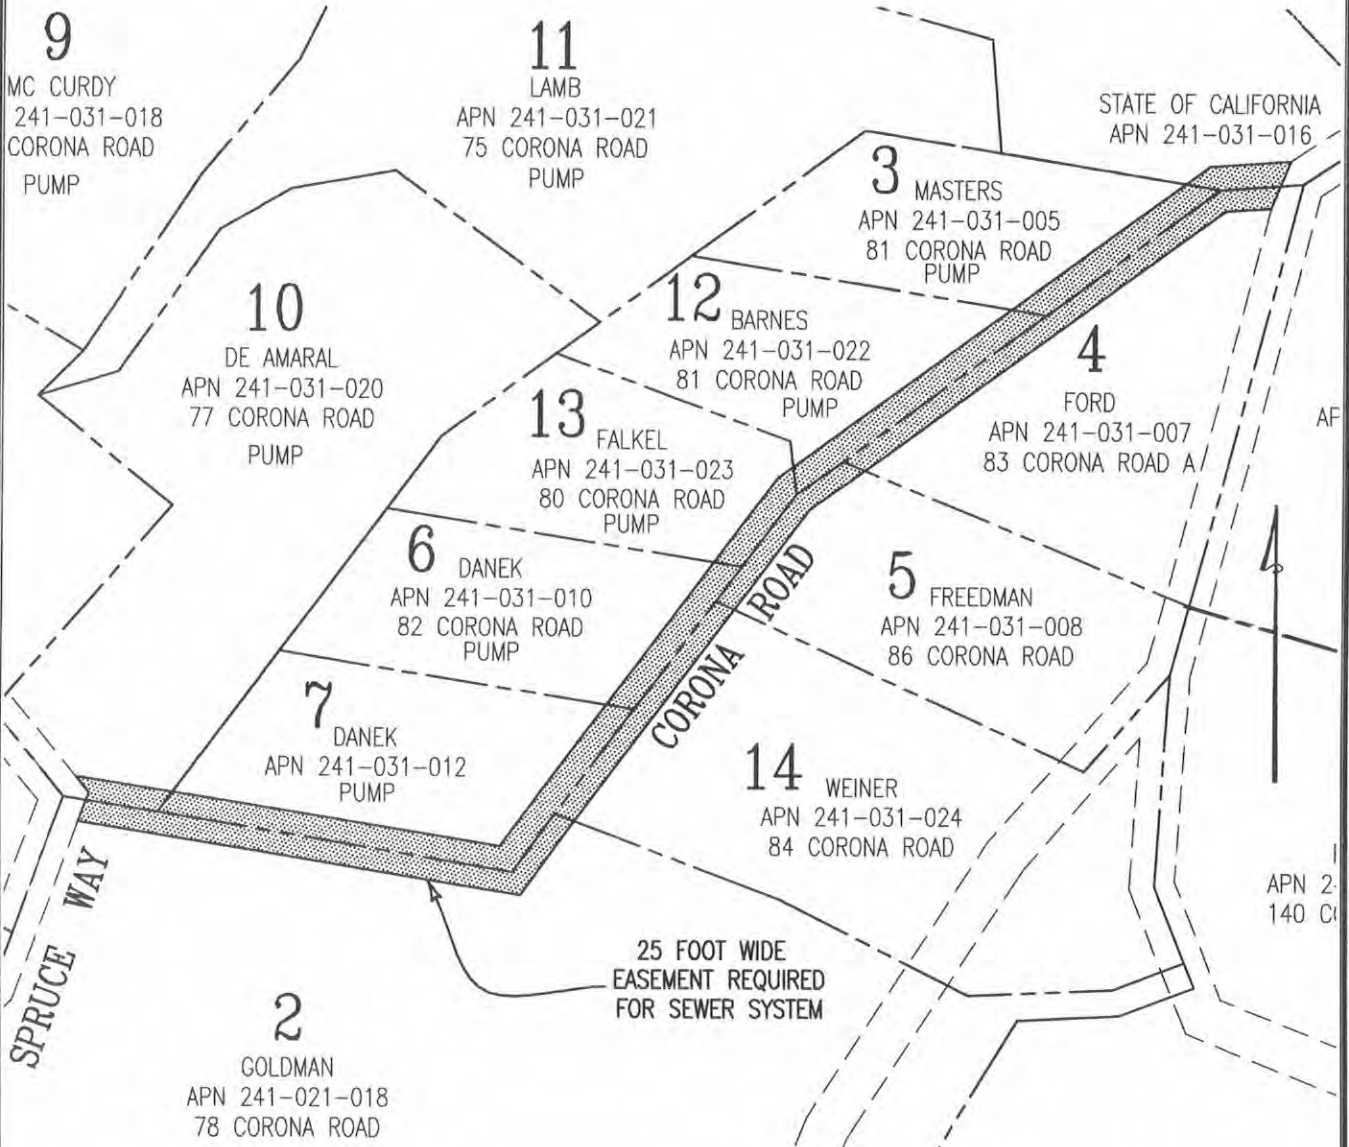 9
MC CURDY
241-031-018
CORONA ROAD
PUMP
11
LAMB
APN 241-031-021
75 CORONA ROAD
PUMP
STATE OF CALIFORNIA
APN 241-031-016
3
MASTERS
APN 241-031-005
81 CORONA ROAD
PUMP
10
DE AMARAL
APN 241-031-020
77 CORONA ROAD
PUMP
12
BARNES
APN 241-031-022
81 CORONA ROAD
PUMP
4
FORD
APN 241-031-007
83 CORONA ROAD A
13
FALKEL
APN 241-031-023
80 CORONA ROAD
PUMP
6
DANEK
APN 241-031-010
82 CORONA ROAD
PUMP
5
FREEDMAN
APN 241-031-008
86 CORONA ROAD
CORONA ROAD
7
DANEK
APN 241-031-012
PUMP
14
WEINER
APN 241-031-024
84 CORONA ROAD
APN 2
140 C
SPRUCE WAY
25 FOOT WIDE
EASEMENT REQUIRED
FOR SEWER SYSTEM
2
GOLDMAN
APN 241-021-018
78 CORONA ROAD